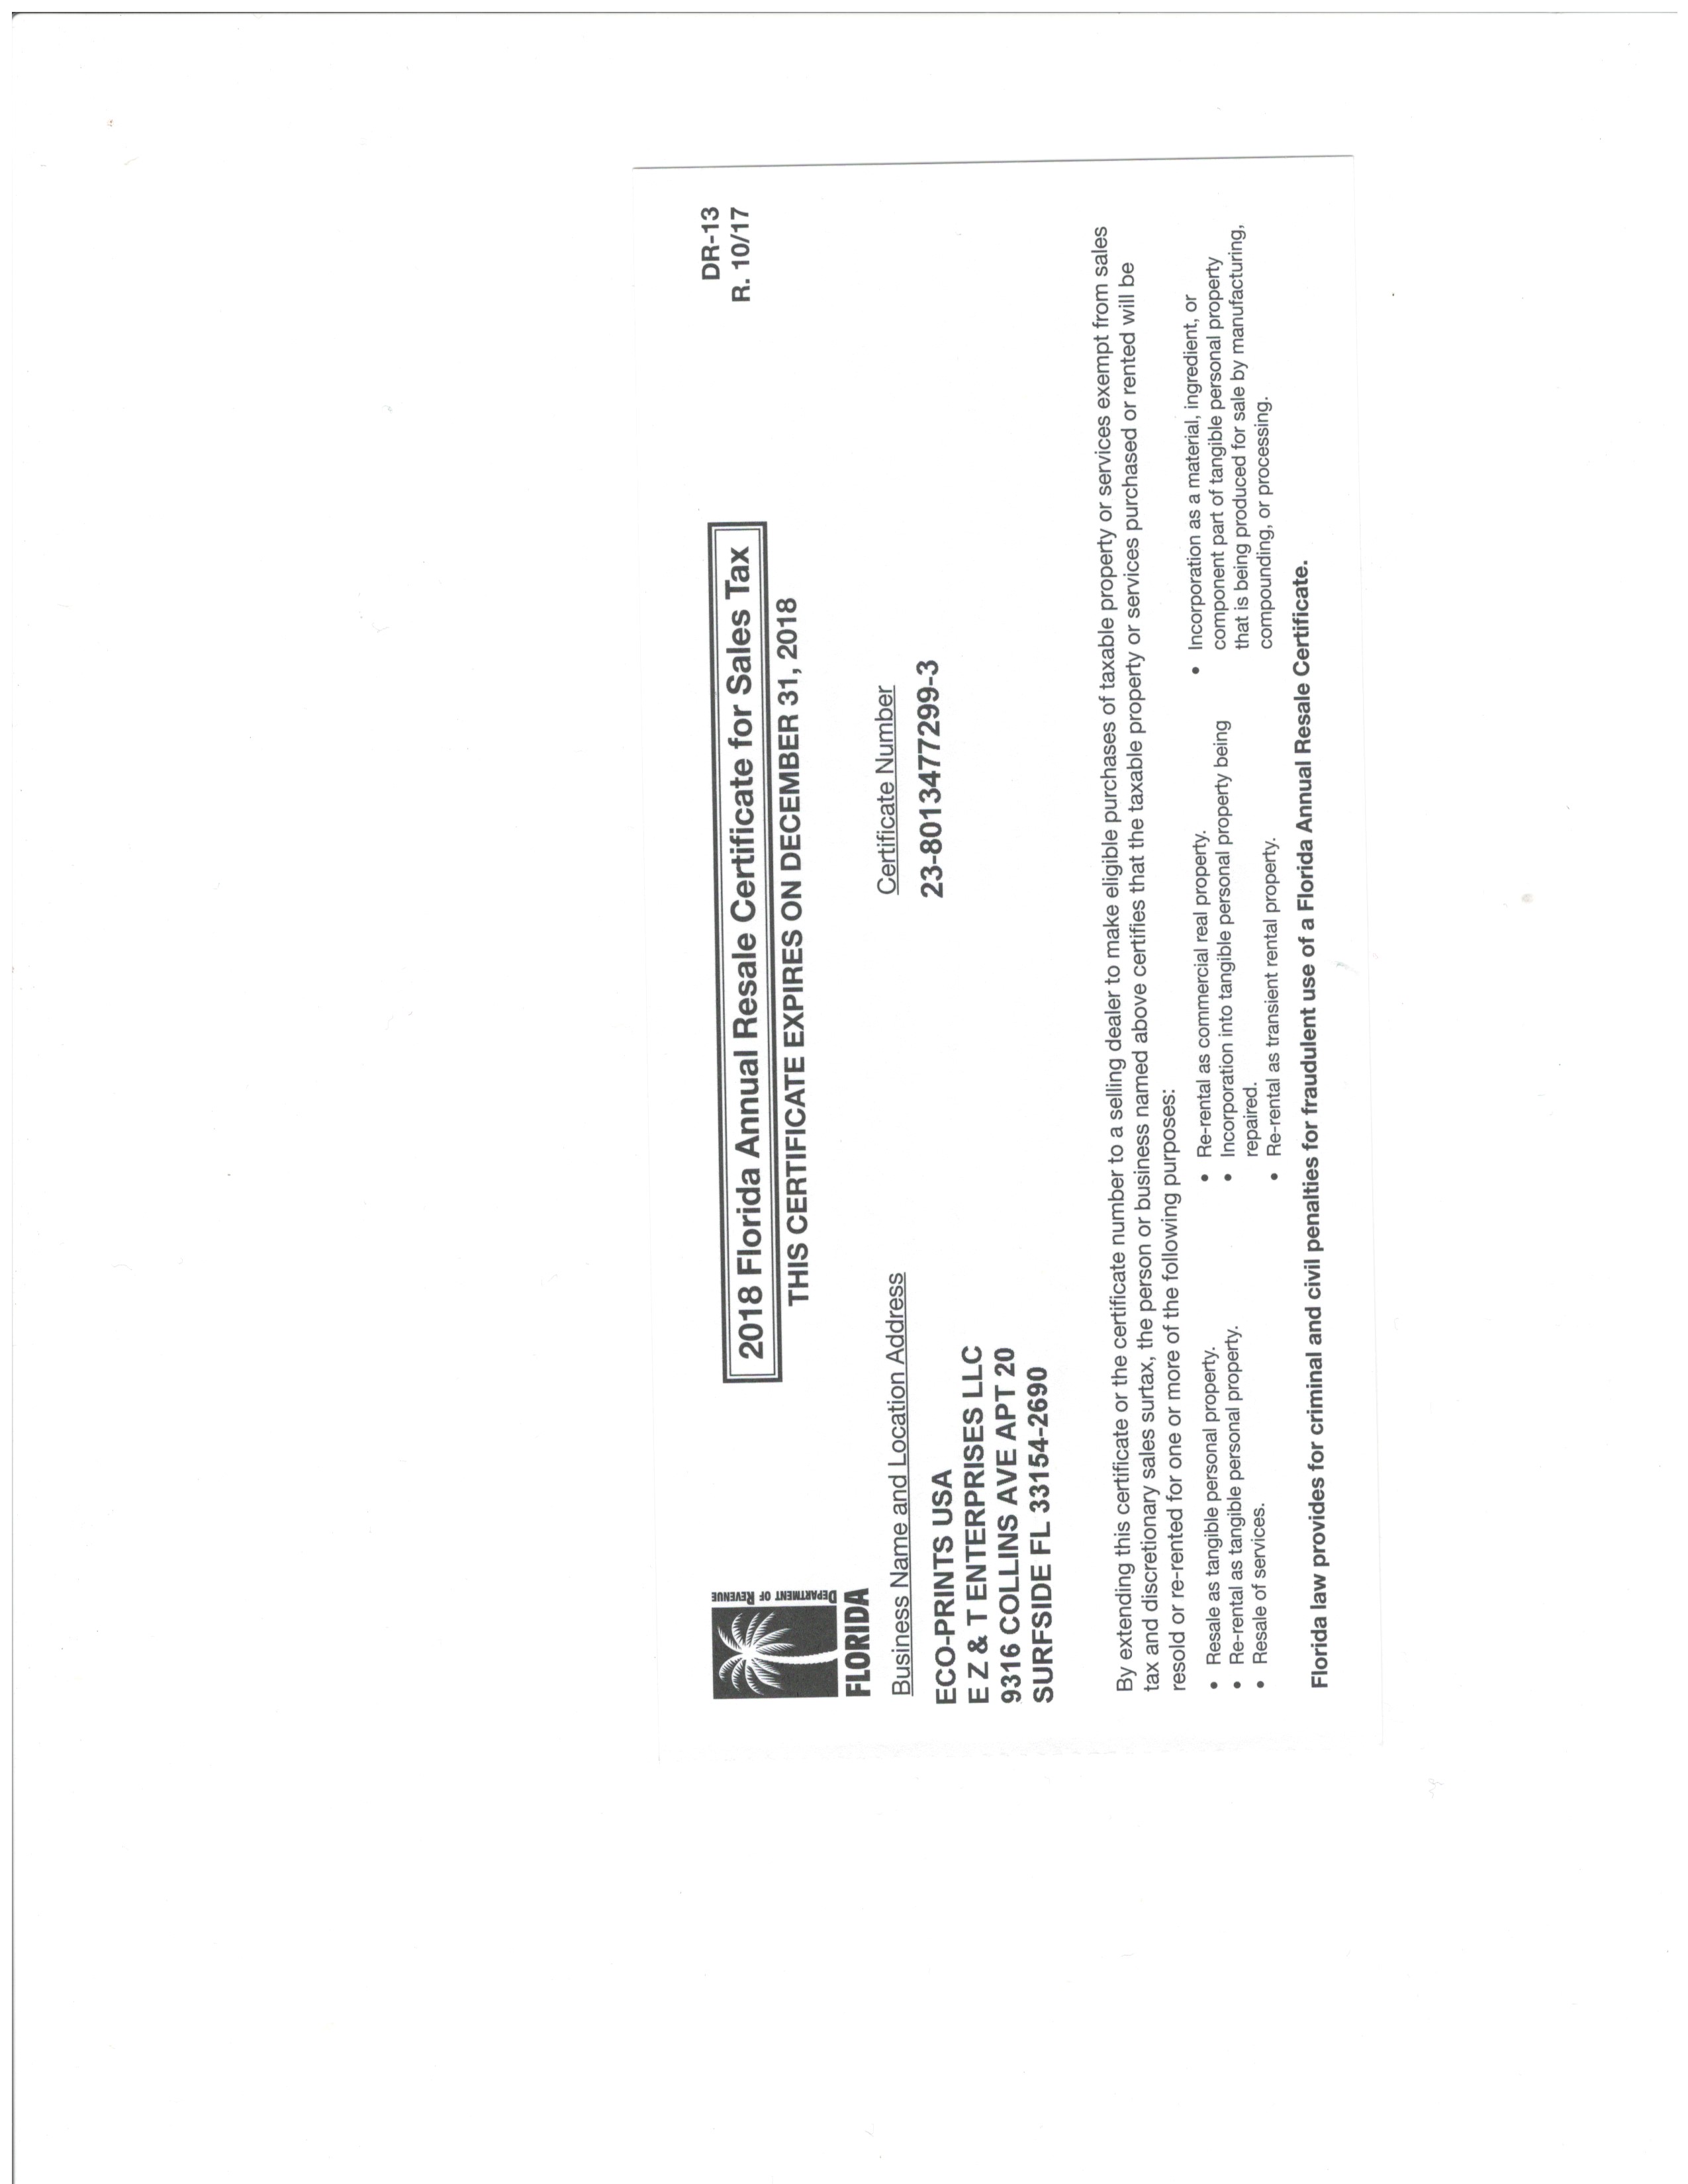 DEPARTMENT OF REVENUE
FLORIDA
DR-13
R. 10/17
2018 Florida Annual Resale Certificate for Sales Tax
THIS CERTIFICATE EXPIRES ON DECEMBER 31, 2018
Business Name and Location Address
Certificate Number
ECO-PRINTS USA
E Z & T ENTERPRISES LLC
9316 COLLINS AVE APT 20
SURFSIDE FL 33154-2690
23-8013477299-3
By extending this certificate or the certificate number to a selling dealer to make eligible purchases of taxable property or services exempt from sales
tax and discretionary sales surtax, the person or business named above certifies that the taxable property or services purchased or rented will be
resold or re-rented for one or more of the following purposes:
• Resale as tangible personal property.
• Re-rental as tangible personal property.
• Resale of services.
• Re-rental as commercial real property.
• Incorporation into tangible personal property being
repaired.
• Re-rental as transient rental property.
• Incorporation as a material, ingredient, or
component part of tangible personal property
that is being produced for sale by manufacturing,
compounding, or processing.
Florida law provides for criminal and civil penalties for fraudulent use of a Florida Annual Resale Certificate.